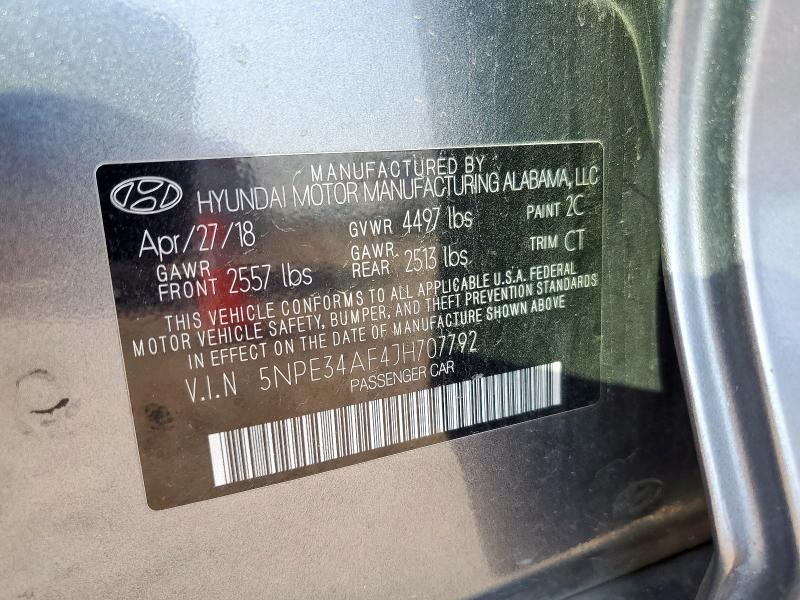 MANUFACTURED BY
HYUNDAI MOTOR MANUFACTURING ALABAMA, LLC
Apr/27/18 GVWR 4497 lbs PAINT 2C
GAWR FRONT 2557 lbs GAWR REAR 2513 lbs TRIM CT
THIS VEHICLE CONFORMS TO ALL APPLICABLE U.S.A. FEDERAL
MOTOR VEHICLE SAFETY, BUMPER, AND THEFT PREVENTION STANDARDS
IN EFFECT ON THE DATE OF MANUFACTURE SHOWN ABOVE
V.I.N 5NPE34AF4JH707792
PASSENGER CAR